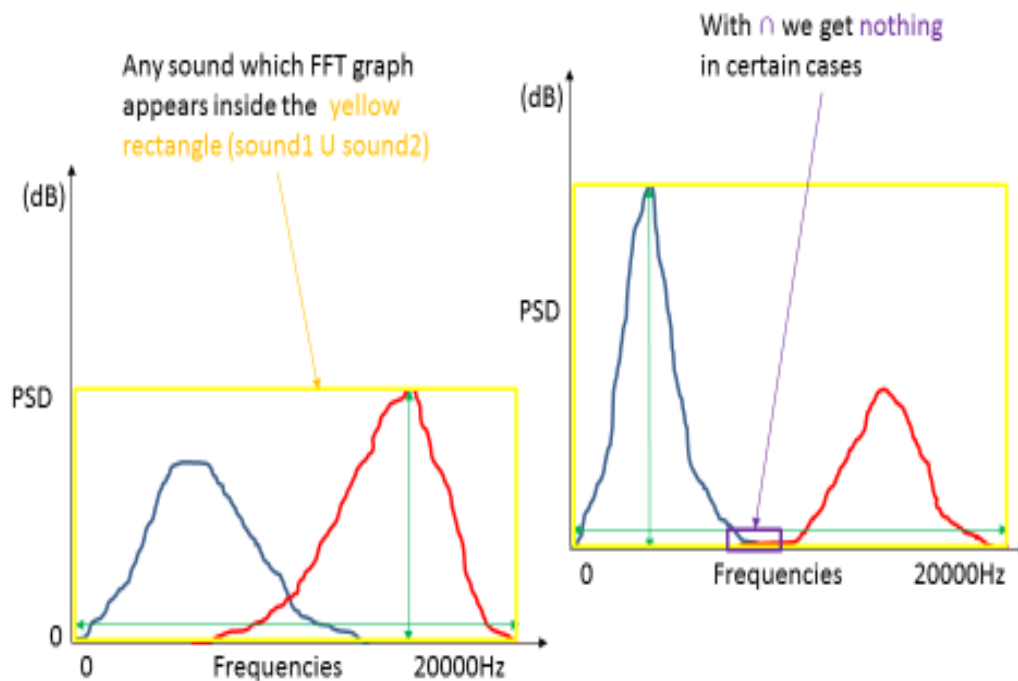 Any sound which FFT graph
appears inside the yellow
rectangle (sound1 U sound2)
(dB)
PSD
0
0 Frequencies 20000Hz
With ∩ we get nothing
in certain cases
(dB)
PSD
0 Frequencies 20000Hz